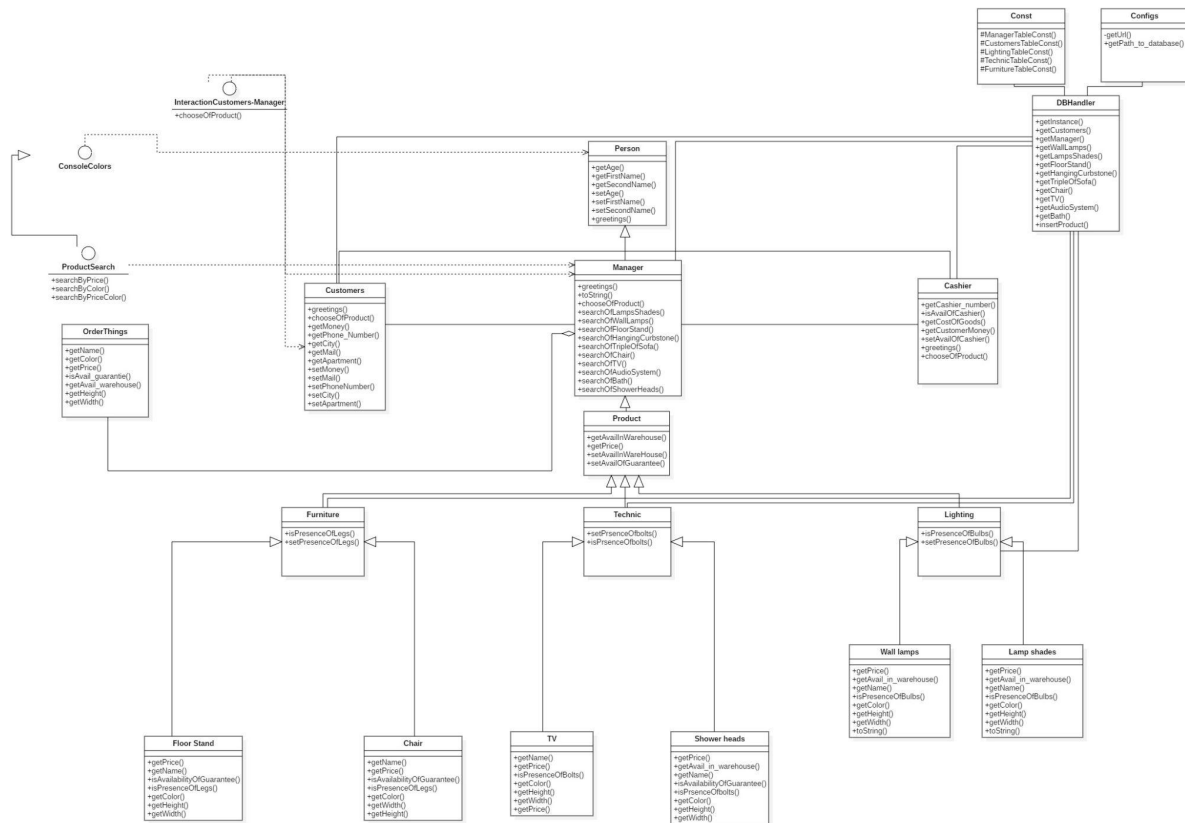 Const
#ManagerTableConst()
#CustomersTableConst()
#LightingTableConst()
#TechnicTableConst()
#FurnitureTableConst()
Configs
-getUrl()
+getPath_to_database()
InteractionCustomers-Manager
+chooseOfProduct()
DBHandler
+getInstance()
+getCustomers()
+getManager()
+getWallLamps()
+getLampsShades()
+getFloorStand()
+getHangingCurbstone()
+getTripleOfSofa()
+getChair()
+getTV()
+getAudioSystem()
+getBath()
+insertProduct()
ConsoleColors
Person
+getAge()
+getFirstName()
+getSecondName()
+setAge()
+setFirstName()
+setSecondName()
+greetings()
ProductSearch
+searchByPrice()
+searchByColor()
+searchByPriceColor()
Manager
+greetings()
+toString()
+chooseOfProduct()
+searchOfLampsShades()
+searchOfWallLamps()
+searchOfFloorStand()
+searchOfHangingCurbstone()
+searchOfTripleOfSofa()
+searchOfChair()
+searchOfTV()
+searchOfAudioSystem()
+searchOfBath()
+searchOfShowerHeads()
Customers
+greetings()
+chooseOfProduct()
+getMoney()
+getPhone_Number()
+getCity()
+getMail()
+getApartment()
+setMoney()
+setMail()
+setPhoneNumber()
+setCity()
+setApartment()
Cashier
+getCashier_number()
+isAvailOfCashier()
+getCostOfGoods()
+getCustomerMoney()
+setAvailOfCashier()
+greetings()
+chooseOfProduct()
OrderThings
+getName()
+getColor()
+getPrice()
+isAvail_guarantie()
+getAvail_warehouse()
+getHeight()
+getWidth()
Product
+getAvailInWarehouse()
+getPrice()
+setAvailInWareHouse()
+setAvailOfGuarantee()
Furniture
+isPresenceOfLegs()
+setPresenceOfLegs()
Technic
+setPrsenceOfbolts()
+isPrsenceOfbolts()
Lighting
+isPresenceOfBulbs()
+setPresenceOfBulbs()
Wall lamps
+getPrice()
+getAvail_in_warehouse()
+getName()
+isPresenceOfBulbs()
+getColor()
+getHeight()
+getWidth()
+toString()
Lamp shades
+getPrice()
+getAvail_in_warehouse()
+getName()
+isPresenceOfBulbs()
+getColor()
+getHeight()
+getWidth()
+toString()
Floor Stand
+getPrice()
+getName()
+isAvailabilityOfGuarantee()
+isPresenceOfLegs()
+getColor()
+getHeight()
+getWidth()
Chair
+getName()
+getPrice()
+isAvailabilityOfGuarantee()
+isPresenceOfLegs()
+getColor()
+getWidth()
+getHeight()
TV
+getName()
+getPrice()
+isPresenceOfBolts()
+getColor()
+getHeight()
+getWidth()
+getPrice()
Shower heads
+getPrice()
+getAvail_in_warehouse()
+getName()
+isAvailabilityOfGuarantee()
+isPrsenceOfbolts()
+getColor()
+getHeight()
+getWidth()